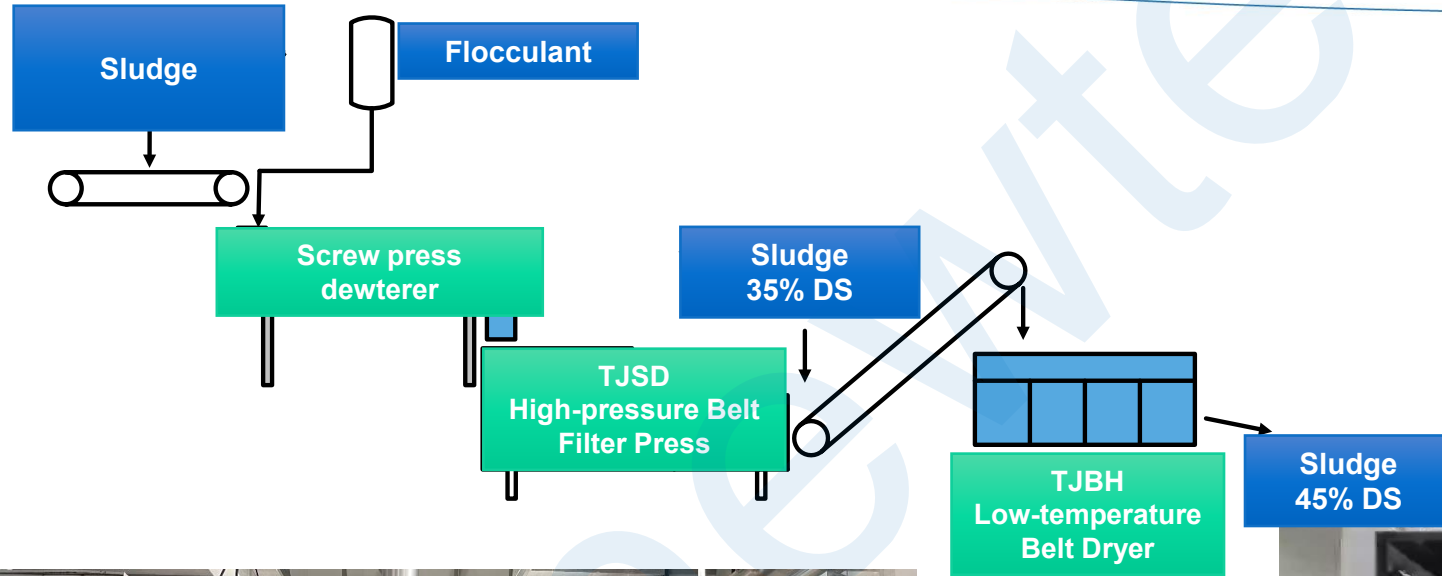 Sludge
Flocculant
Screw press
dewterer
Sludge
35% DS
TJSD
High-pressure Belt
Filter Press
TJBH
Low-temperature
Belt Dryer
Sludge
45% DS